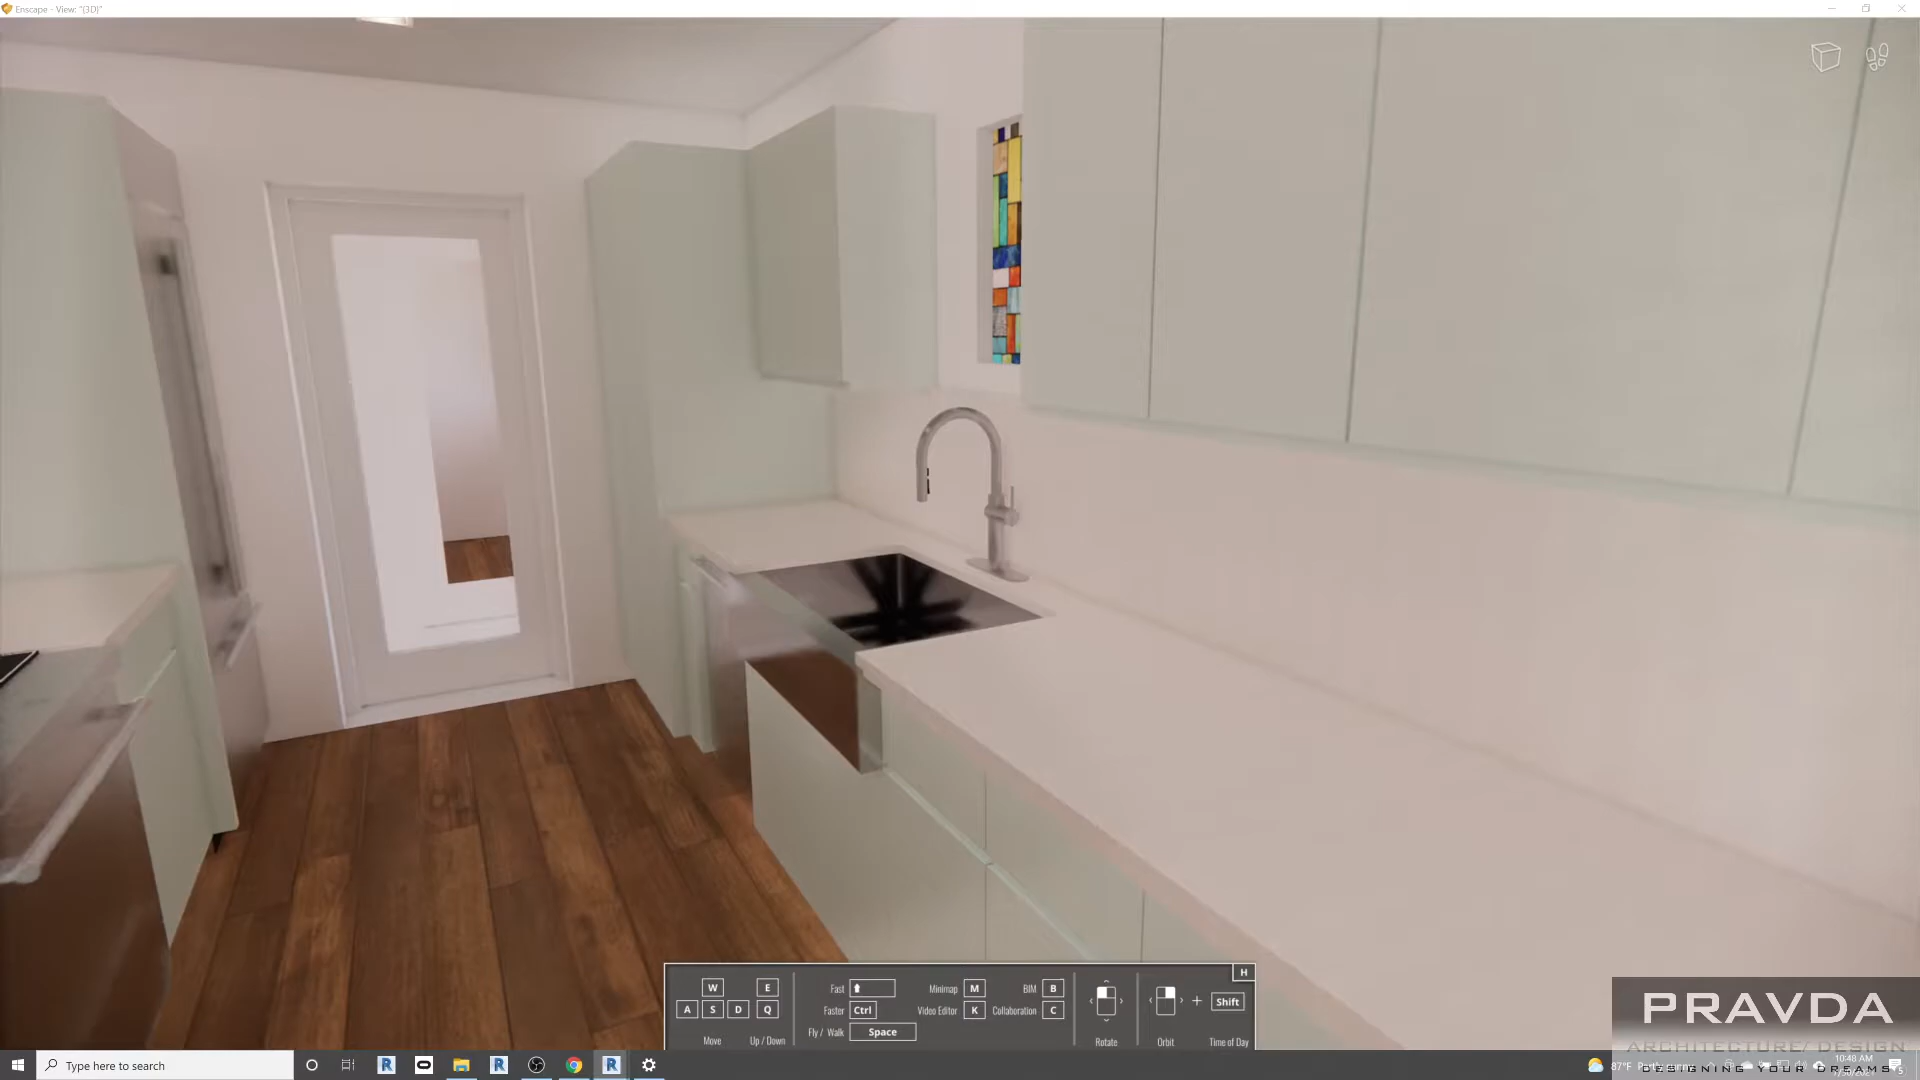 Enscape - View: "{3D}"
H
W
E
A
S
D
Q
Move
Up / Down
Fast
Faster
Ctrl
Fly / Walk
Space
Minimap
M
BIM
B
Video Editor
K
Collaboration
C
Rotate
Orbit
+
Shift
Time of Day
PRAVDA
ARCHITECTURE/ DESIGN
DESIGNING YOUR DREAMS
Type here to search
87°F
10:48 AM